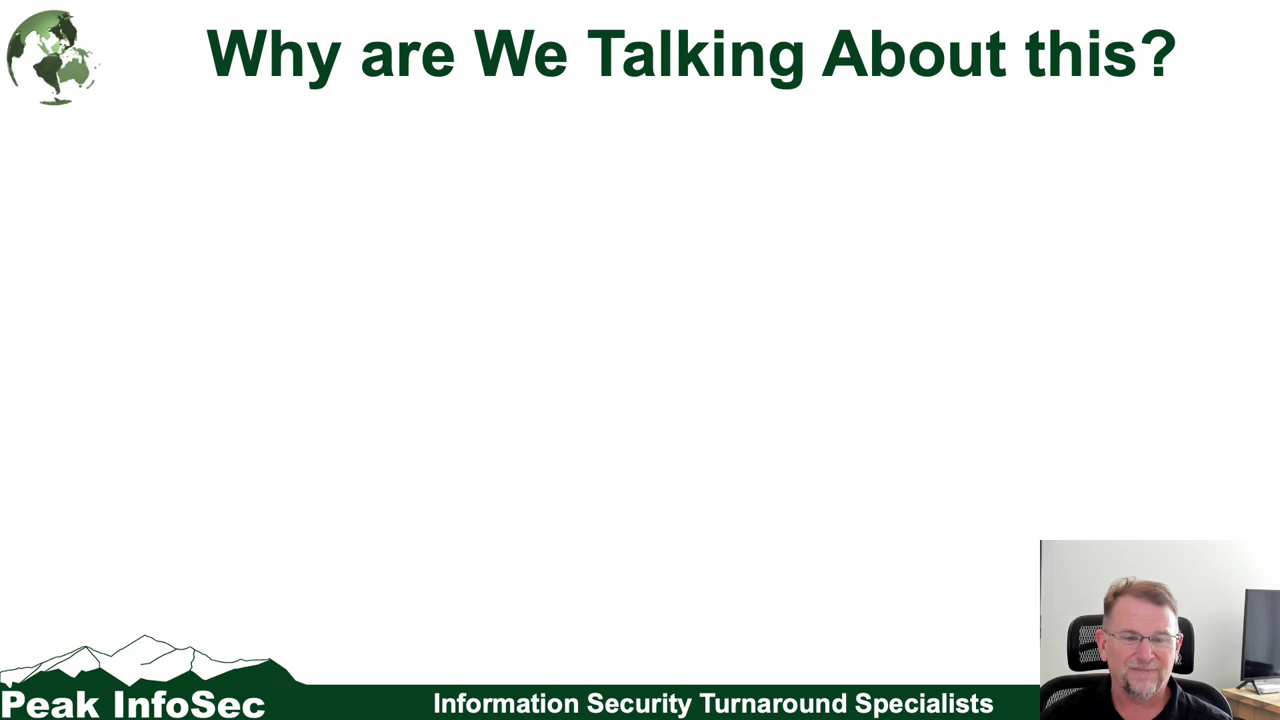 Why are We Talking About this?
Peak InfoSec
Information Security Turnaround Specialists